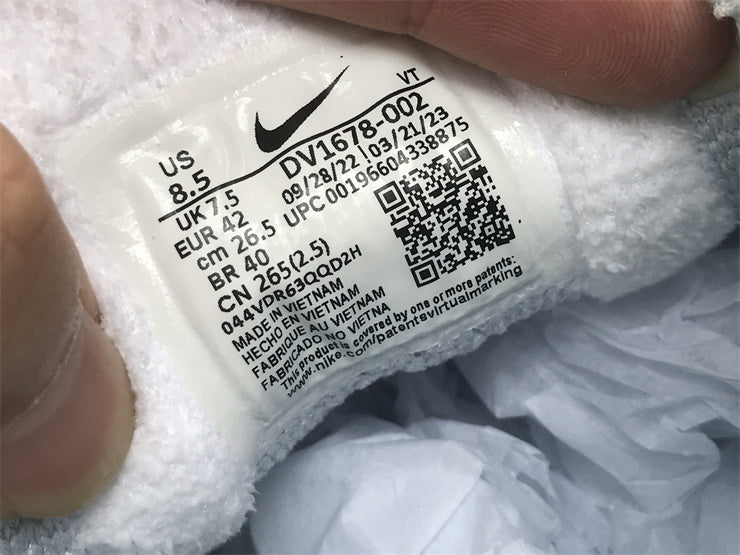 VT
US
8.5
DV1678-002
09/28/22 | 03/21/23
UPC 00196604338875
UK 7.5
EUR 42
cm 26.5
BR 40
CN 265(2.5)
044VDR63QQD2H
MADE IN VIETNAM
HECHO EN VIETNAM
FABRIQUE AU VIETNAM
FABRICADO NO VIETNA
This product is covered by one or more patents:
www.nike.com/patentsvirtualmarking